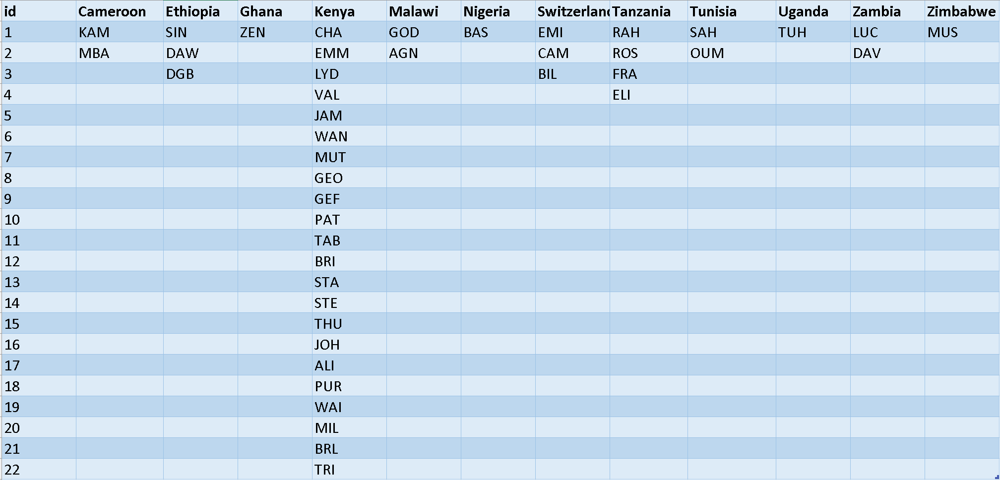 id Cameroon Ethiopia Ghana Kenya Malawi Nigeria Switzerland Tanzania Tunisia Uganda Zambia Zimbabwe
1 KAM SIN ZEN CHA GOD BAS EMI RAH SAH TUH LUC MUS
2 MBA DAW EMM AGN CAM ROS OUM DAV
3 DGB LYD BIL FRA
4 VAL ELI
5 JAM
6 WAN
7 MUT
8 GEO
9 GEF
10 PAT
11 TAB
12 BRI
13 STA
14 STE
15 THU
16 JOH
17 ALI
18 PUR
19 WAI
20 MIL
21 BRL
22 TRI